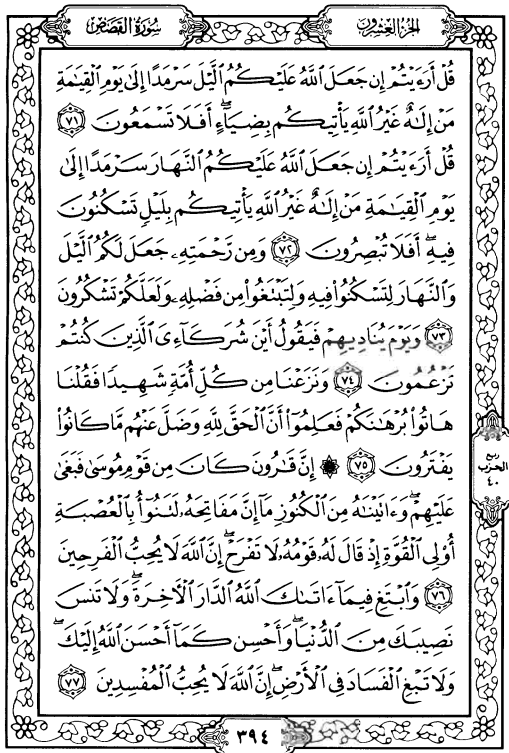 سُورَةُ القَصَصِ
الجزء العشرون
قُلْ أَرَءَيْتُمْ إِن جَعَلَ ٱللَّهُ عَلَيْكُمُ ٱلَّيْلَ سَرْمَدًا إِلَىٰ يَوْمِ ٱلْقِيَٰمَةِ
مَنْ إِلَٰهٌ غَيْرُ ٱللَّهِ يَأْتِيكُم بِضِيَآءٍ ۖ أَفَلَا تَسْمَعُونَ ٧١
قُلْ أَرَءَيْتُمْ إِن جَعَلَ ٱللَّهُ عَلَيْكُمُ ٱلنَّهَارَ سَرْمَدًا إِلَىٰ
يَوْمِ ٱلْقِيَٰمَةِ مَنْ إِلَٰهٌ غَيْرُ ٱللَّهِ يَأْتِيكُم بِلَيْلٍ تَسْكُنُونَ
فِيهِ ۖ أَفَلَا تُبْصِرُونَ ٧٢ وَمِن رَّحْمَتِهِۦ جَعَلَ لَكُمُ ٱلَّيْلَ
وَٱلنَّهَارَ لِتَسْكُنُوا۟ فِيهِ وَلِتَبْتَغُوا۟ مِن فَضْلِهِۦ وَلَعَلَّكُمْ تَشْكُرُونَ
٧٣ وَيَوْمَ يُنَادِيهِمْ فَيَقُولُ أَيْنَ شُرَكَآءِىَ ٱلَّذِينَ كُنتُمْ
تَزْعُمُونَ ٧٤ وَنَزَعْنَا مِن كُلِّ أُمَّةٍ شَهِيدًا فَقُلْنَا
هَاتُوا۟ بُرْهَٰنَكُمْ فَعَلِمُوٓا۟ أَنَّ ٱلْحَقَّ لِلَّهِ وَضَلَّ عَنْهُم مَّا كَانُوا۟
يَفْتَرُونَ ٧٥ ۞ إِنَّ قَٰرُونَ كَانَ مِن قَوْمِ مُوسَىٰ فَبَغَىٰ
عَلَيْهِمْ ۖ وَءَاتَيْنَٰهُ مِنَ ٱلْكُنُوزِ مَآ إِنَّ مَفَاتِحَهُۥ لَتَنُوٓأُ بِٱلْعُصْبَةِ
أُو۟لِى ٱلْقُوَّةِ إِذْ قَالَ لَهُۥ قَوْمُهُۥ لَا تَفْرَحْ ۖ إِنَّ ٱللَّهَ لَا يُحِبُّ ٱلْفَرِحِينَ
٧٦ وَٱبْتَغِ فِيمَآ ءَاتَىٰكَ ٱللَّهُ ٱلدَّارَ ٱلْءَاخِرَةَ ۖ وَلَا تَنسَ
نَصِيبَكَ مِنَ ٱلدُّنْيَا ۖ وَأَحْسِن كَمَآ أَحْسَنَ ٱللَّهُ إِلَيْكَ ۖ
وَلَا تَبْغِ ٱلْفَسَادَ فِى ٱلْأَرْضِ ۖ إِنَّ ٱللَّهَ لَا يُحِبُّ ٱلْمُفْسِدِينَ ٧٧
ربع
الحزب
٤٠
٣٩٤